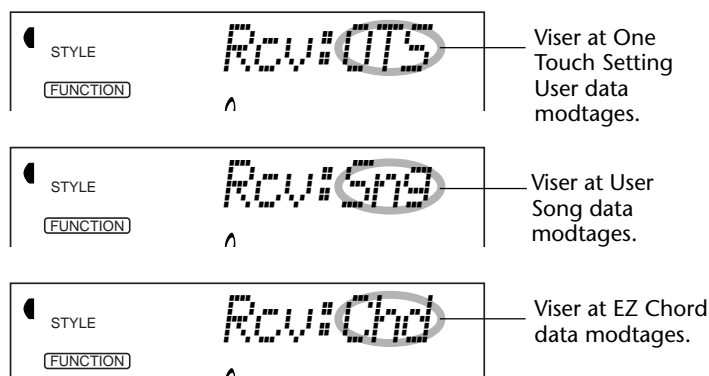 STYLE
FUNCTION
Rcv:OTS
Viser at One
Touch Setting
User data
modtages.
STYLE
FUNCTION
Rcv:Sng
Viser at User
Song data
modtages.
STYLE
FUNCTION
Rcv:Chd
Viser at EZ Chord
data modtages.